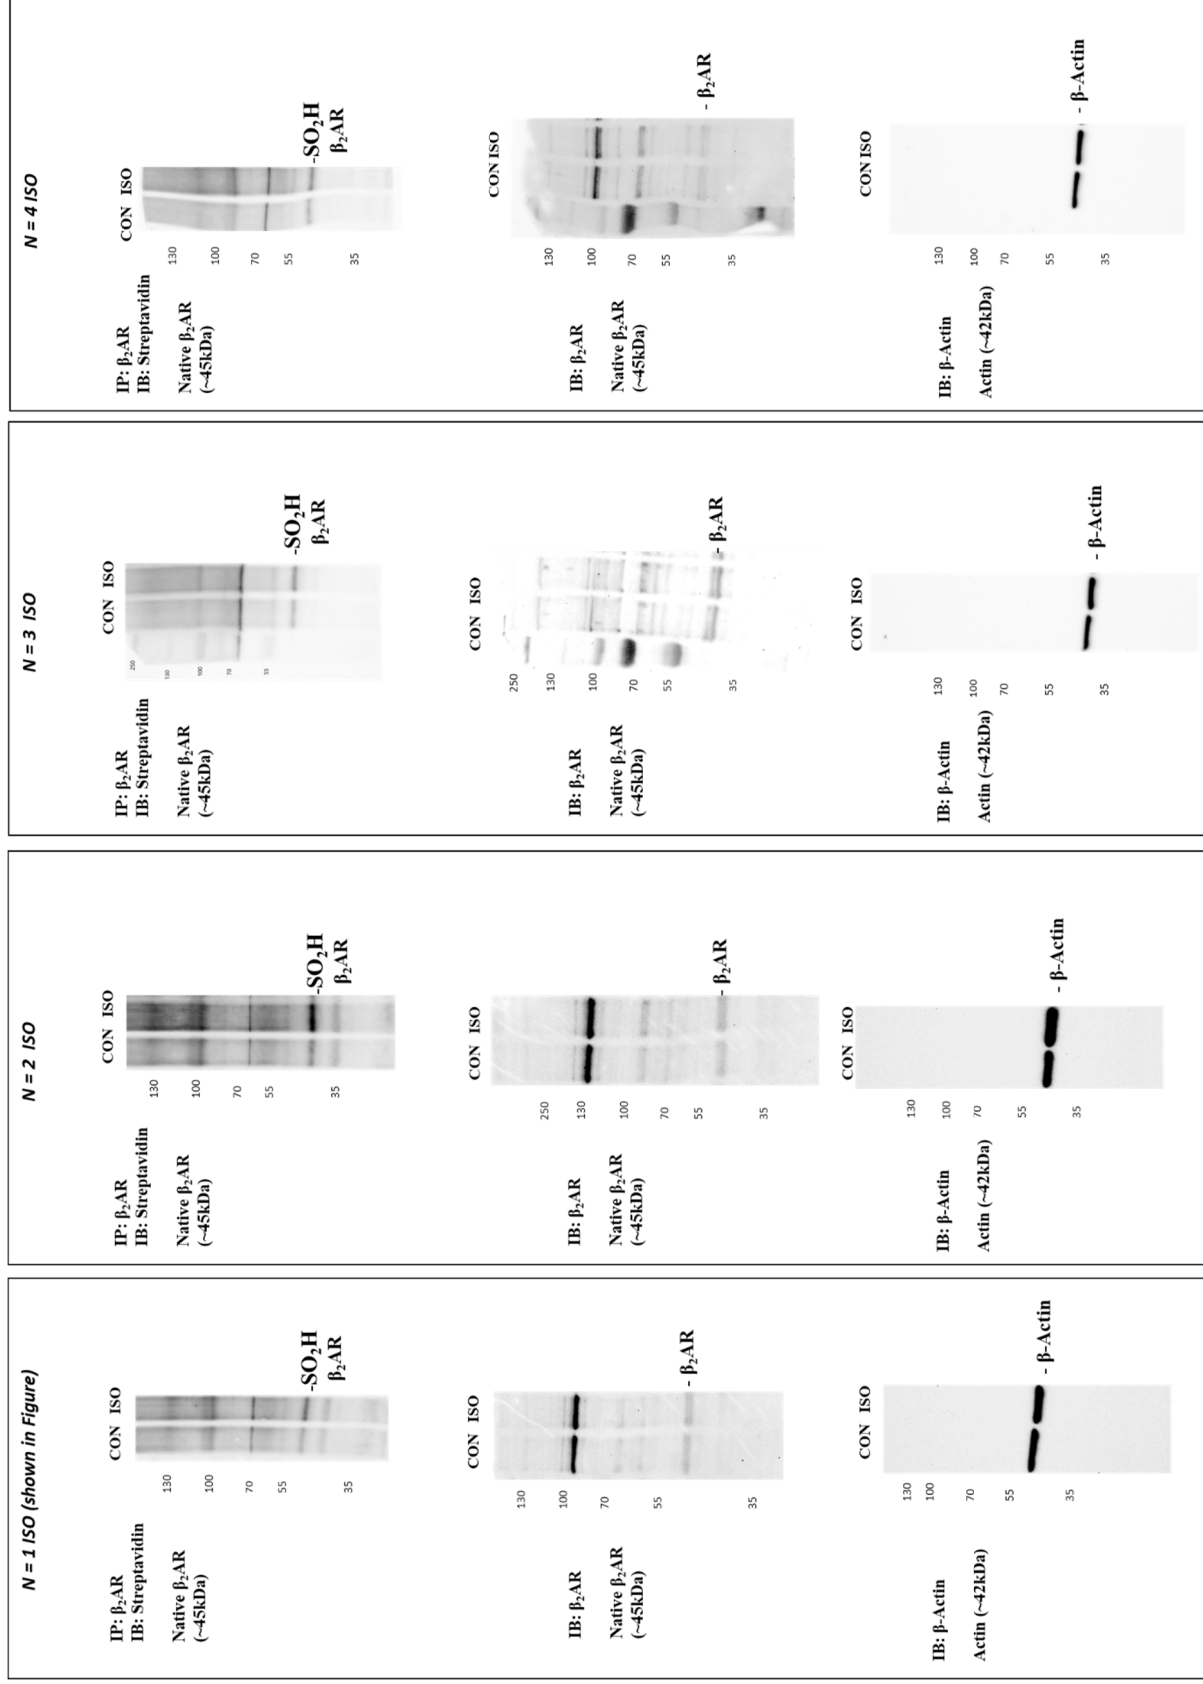 N = 1 ISO (shown in Figure)
CON ISO
IP: β₂AR
IB: Streptavidin
Native β₂AR
(~45kDa)
130
100
70
55
35
-SO₂H
β₂AR
CON ISO
IB: β₂AR
Native β₂AR
(~45kDa)
130
100
70
55
35
- β₂AR
CON ISO
IB: β-Actin
Actin (~42kDa)
130
100
70
55
35
- β-Actin
N = 2 ISO
CON ISO
IP: β₂AR
IB: Streptavidin
Native β₂AR
(~45kDa)
130
100
70
55
35
-SO₂H
β₂AR
CON ISO
IB: β₂AR
Native β₂AR
(~45kDa)
250
130
100
70
55
35
- β₂AR
CON ISO
IB: β-Actin
Actin (~42kDa)
130
100
70
55
35
- β-Actin
N = 3 ISO
CON ISO
IP: β₂AR
IB: Streptavidin
Native β₂AR
(~45kDa)
250
130
100
70
55
-SO₂H
β₂AR
CON ISO
IB: β₂AR
Native β₂AR
(~45kDa)
250
130
100
70
55
35
- β₂AR
CON ISO
IB: β-Actin
Actin (~42kDa)
130
100
70
55
35
- β-Actin
N = 4 ISO
CON ISO
IP: β₂AR
IB: Streptavidin
Native β₂AR
(~45kDa)
130
100
70
55
35
-SO₂H
β₂AR
CON ISO
IB: β₂AR
Native β₂AR
(~45kDa)
130
100
70
55
35
- β₂AR
CON ISO
IB: β-Actin
Actin (~42kDa)
130
100
70
55
35
- β-Actin